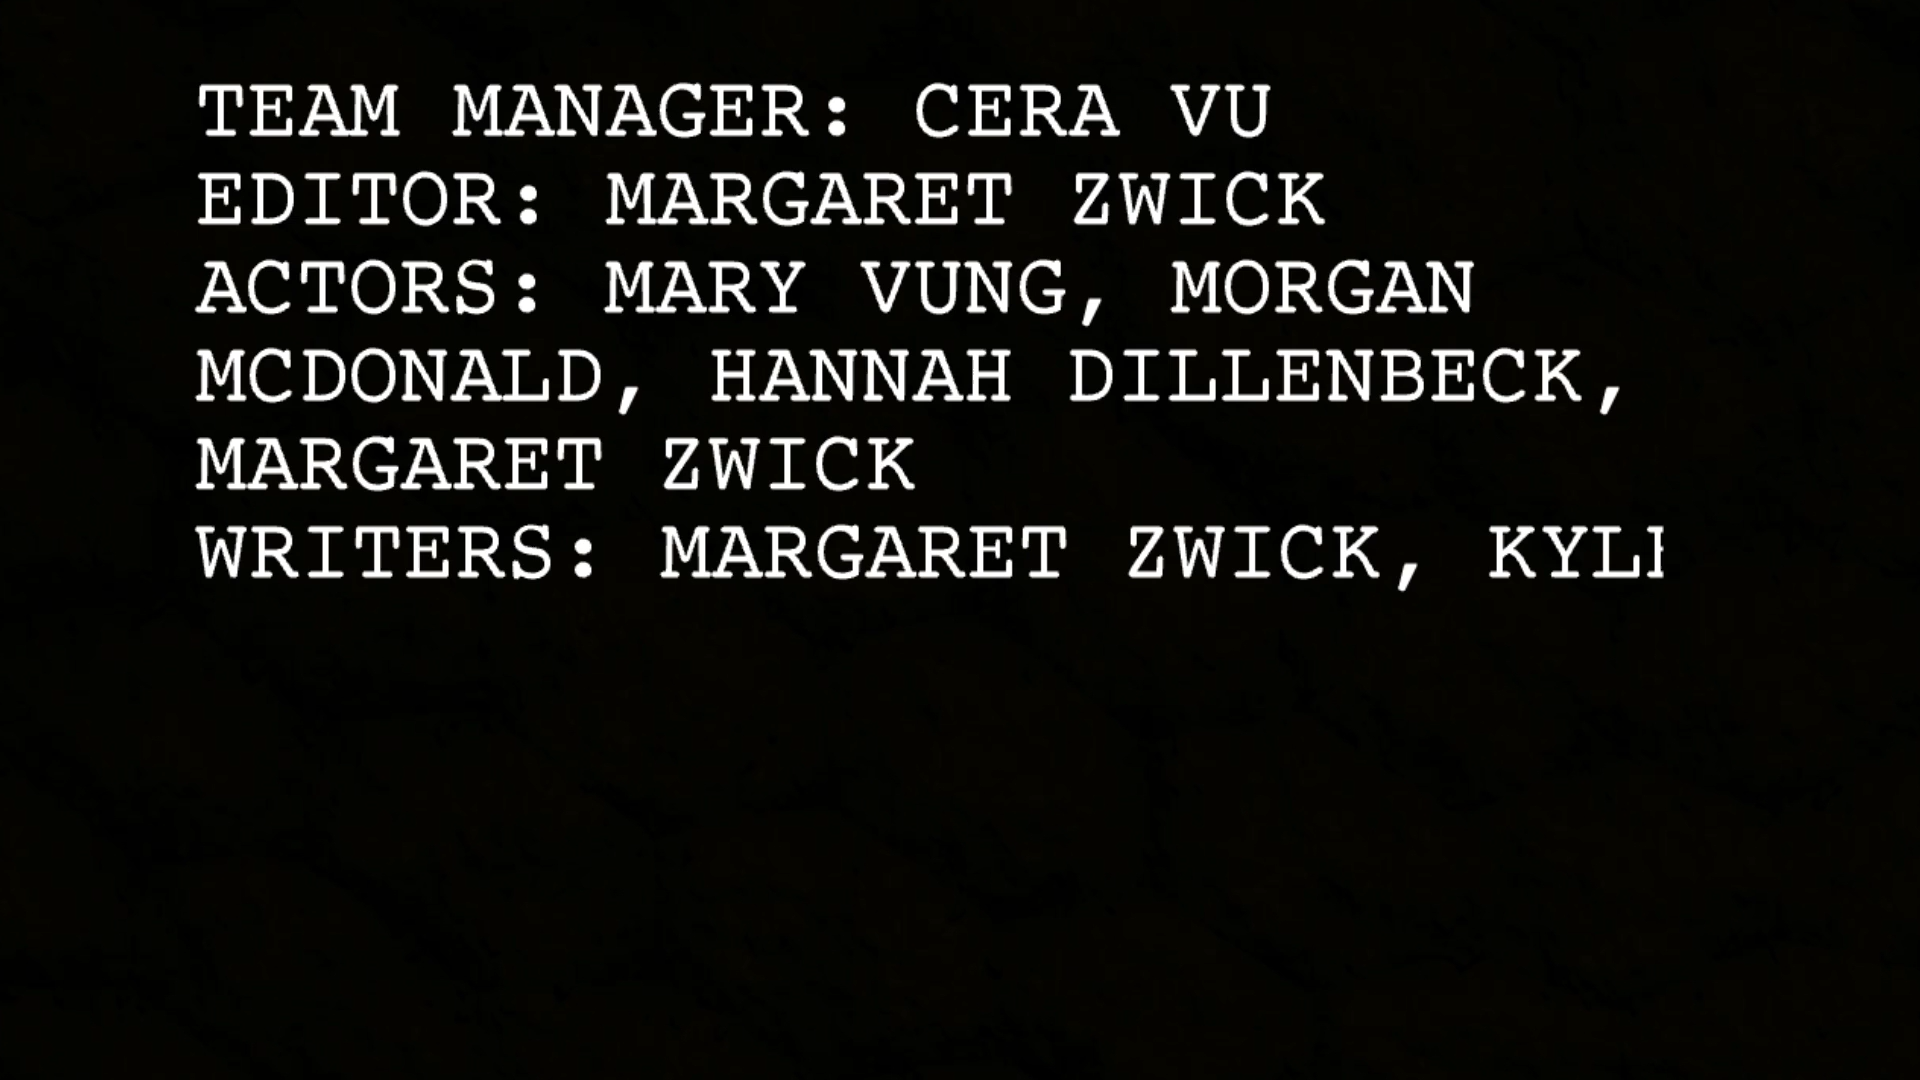 TEAM MANAGER: CERA VU
EDITOR: MARGARET ZWICK
ACTORS: MARY VUNG, MORGAN
MCDONALD, HANNAH DILLENBECK,
MARGARET ZWICK
WRITERS: MARGARET ZWICK,